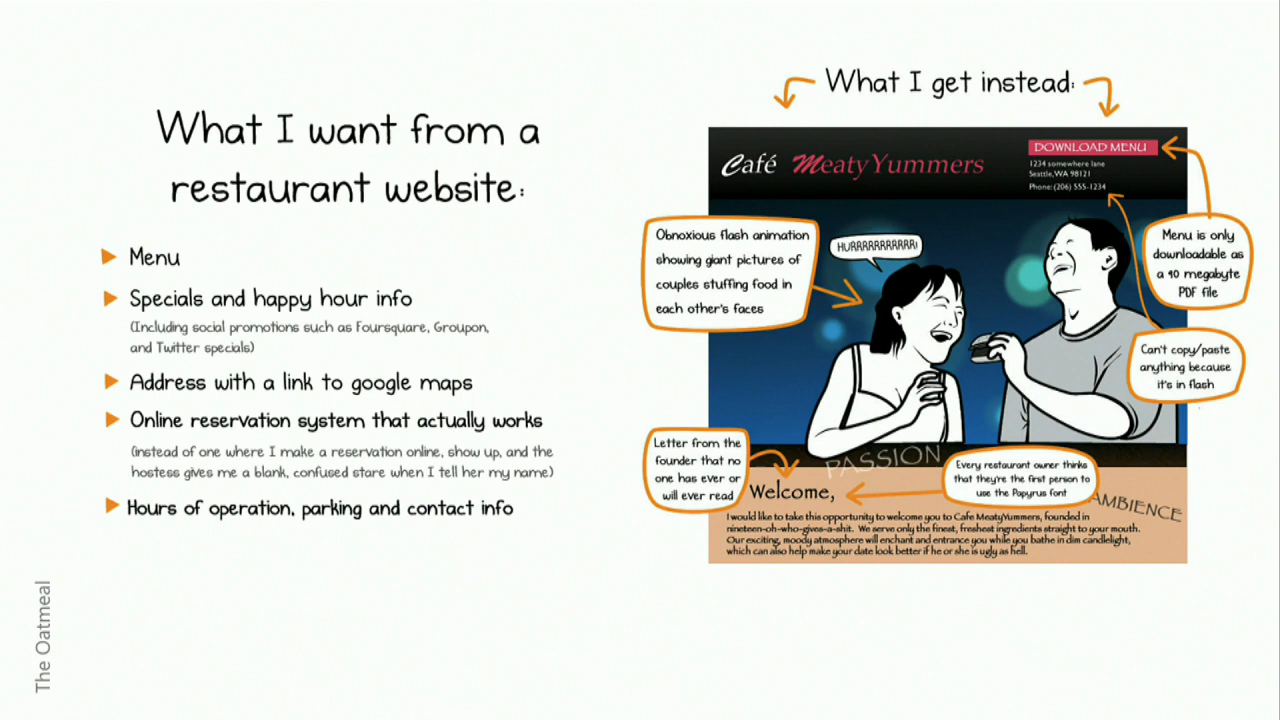 What I want from a
restaurant website:
Menu
Specials and happy hour info
(Including social promotions such as Foursquare, Groupon,
and Twitter specials)
Address with a link to google maps
Online reservation system that actually works
(instead of one where I make a reservation online, show up, and the
hostess gives me a blank, confused stare when I tell her my name)
Hours of operation, parking and contact info
The Oatmeal
What I get instead:
Café MeatyYummers
DOWNLOAD MENU
1234 somewhere lane
Seattle, WA 98121
Phone: (206) 555-1234
Obnoxious flash animation
showing giant pictures of
couples stuffing food in
each other's faces
HURRRRRRRRRR!
Menu is only
downloadable as
a 90 megabyte
PDF file
Can't copy/paste
anything because
it's in flash
Letter from the
founder that no
one has ever or
will ever read
PASSION
Every restaurant owner thinks
that they're the first person to
use the Papyrus font
AMBIENCE
Welcome,
I would like to take this opportunity to welcome you to Cafe MeatyYummers, founded in
nineteen-oh-who-gives-a-shit. We serve only the finest, freshest ingredients straight to your mouth.
Our exciting, moody atmosphere will enchant and entrance you while you bathe in dim candlelight,
which can also help make your date look better if he or she is ugly as hell.